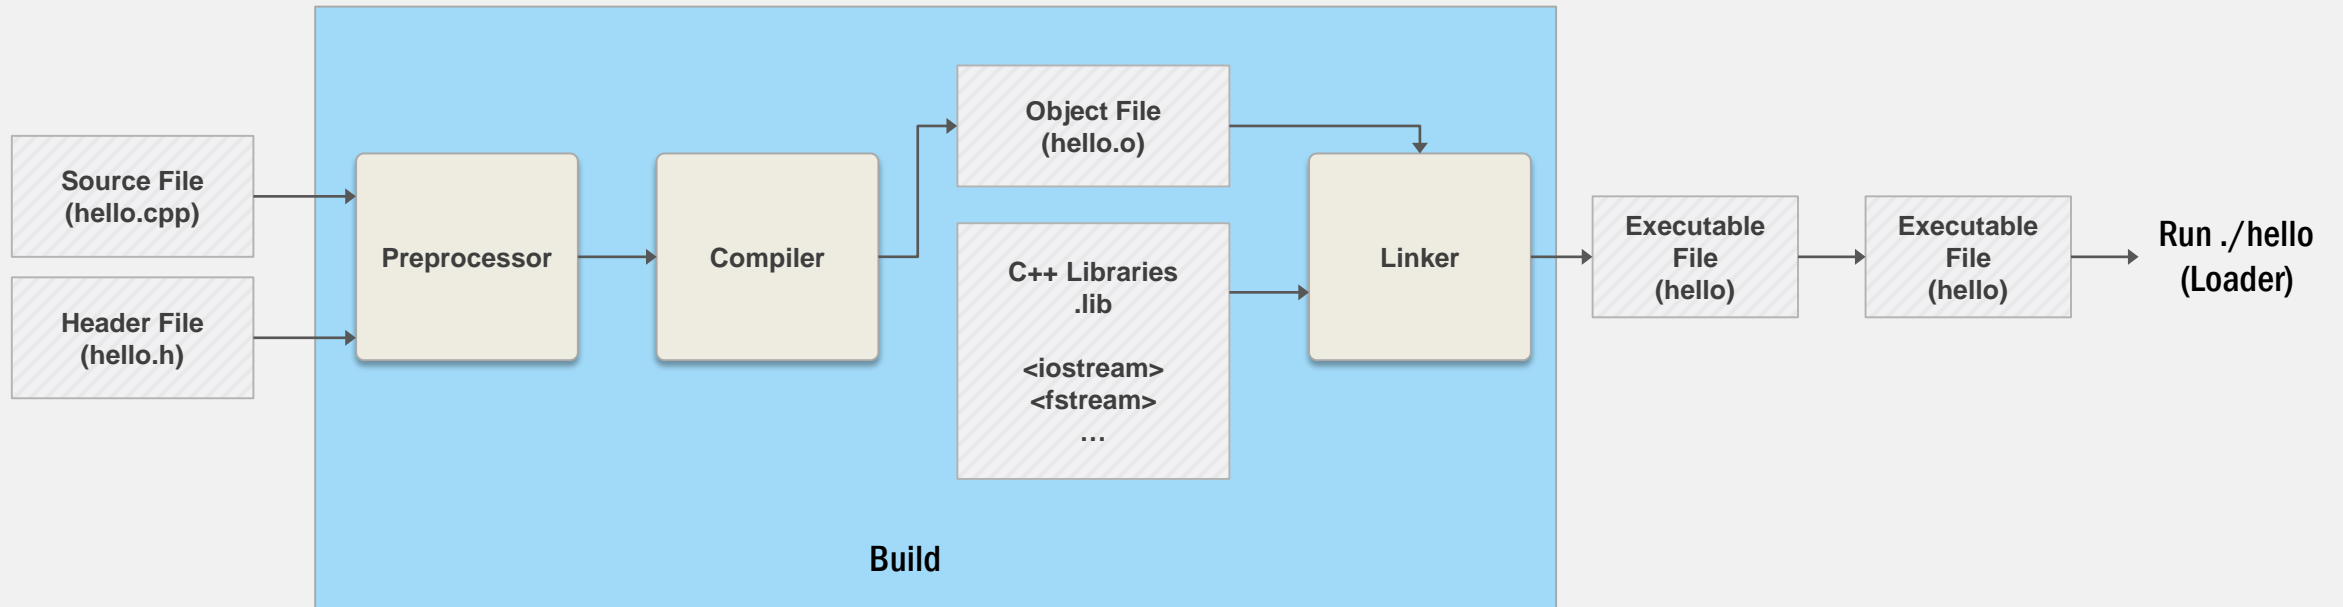 Source File
(hello.cpp)
Header File
(hello.h)
Preprocessor
Compiler
Object File
(hello.o)
C++ Libraries
.lib
<iostream>
<fstream>
…
Linker
Build
Executable
File
(hello)
Executable
File
(hello)
Run ./hello
(Loader)